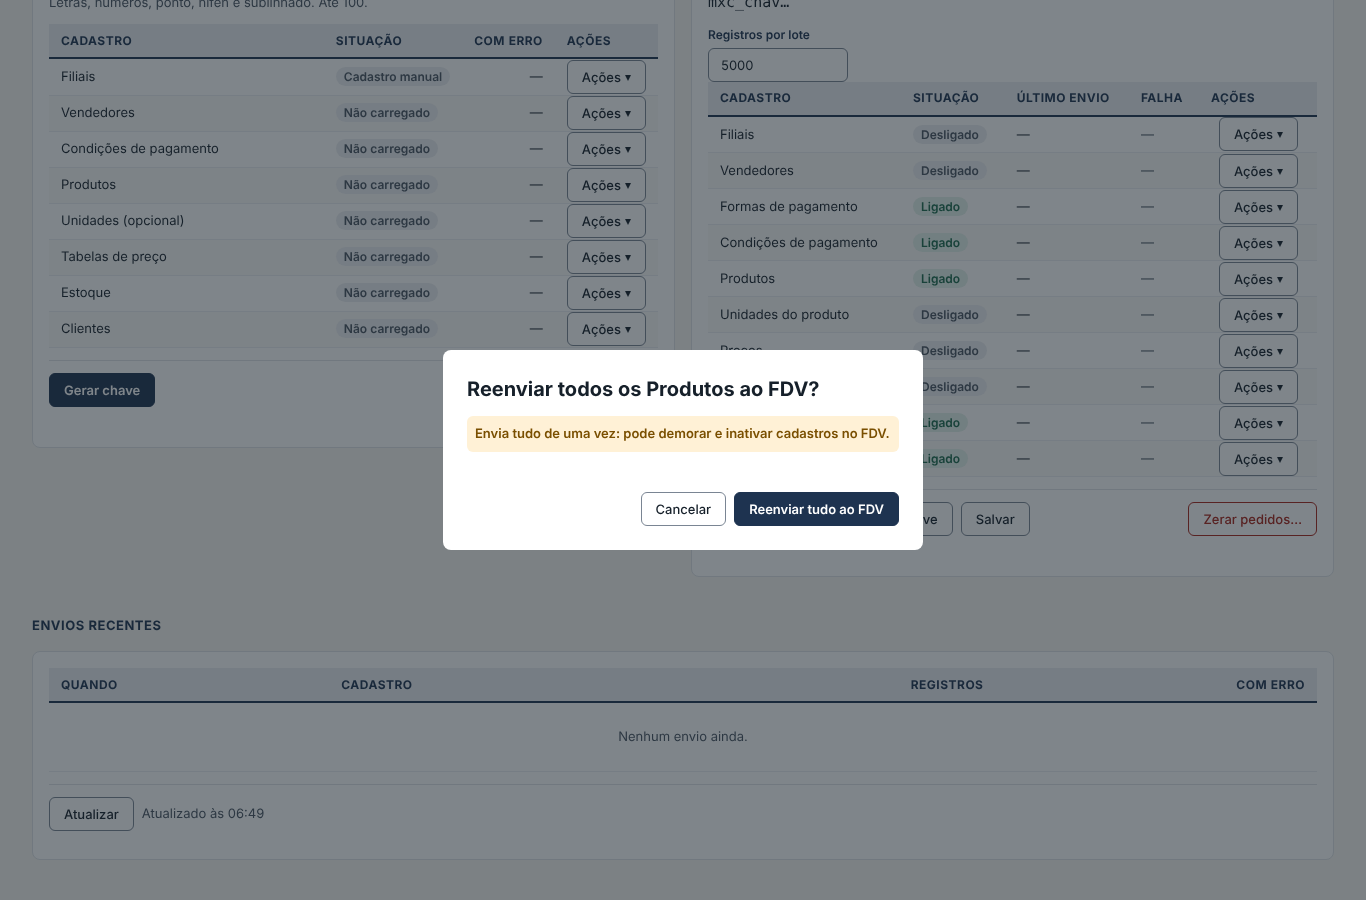 Letras, números, ponto, hífen e sublinhado. Até 100.
CADASTRO SITUAÇÃO COM ERRO AÇÕES
Filiais Cadastro manual — Ações ▾
Vendedores Não carregado — Ações ▾
Condições de pagamento Não carregado — Ações ▾
Produtos Não carregado — Ações ▾
Unidades (opcional) Não carregado — Ações ▾
Tabelas de preço Não carregado — Ações ▾
Estoque Não carregado — Ações ▾
Clientes Não carregado — Ações ▾
Gerar chave
mxc_chav…
Registros por lote
5000
CADASTRO SITUAÇÃO ÚLTIMO ENVIO FALHA AÇÕES
Filiais Desligado — — Ações ▾
Vendedores Desligado — — Ações ▾
Formas de pagamento Ligado — — Ações ▾
Condições de pagamento Ligado — — Ações ▾
Produtos Ligado — — Ações ▾
Unidades do produto Desligado — — Ações ▾
Preços Desligado — — Ações ▾
Desligado — — Ações ▾
Ligado — — Ações ▾
Ligado — — Ações ▾
ve Salvar Zerar pedidos…
Reenviar todos os Produtos ao FDV?
Envia tudo de uma vez: pode demorar e inativar cadastros no FDV.
Cancelar Reenviar tudo ao FDV
ENVIOS RECENTES
QUANDO CADASTRO REGISTROS COM ERRO
Nenhum envio ainda.
Atualizar Atualizado às 06:49